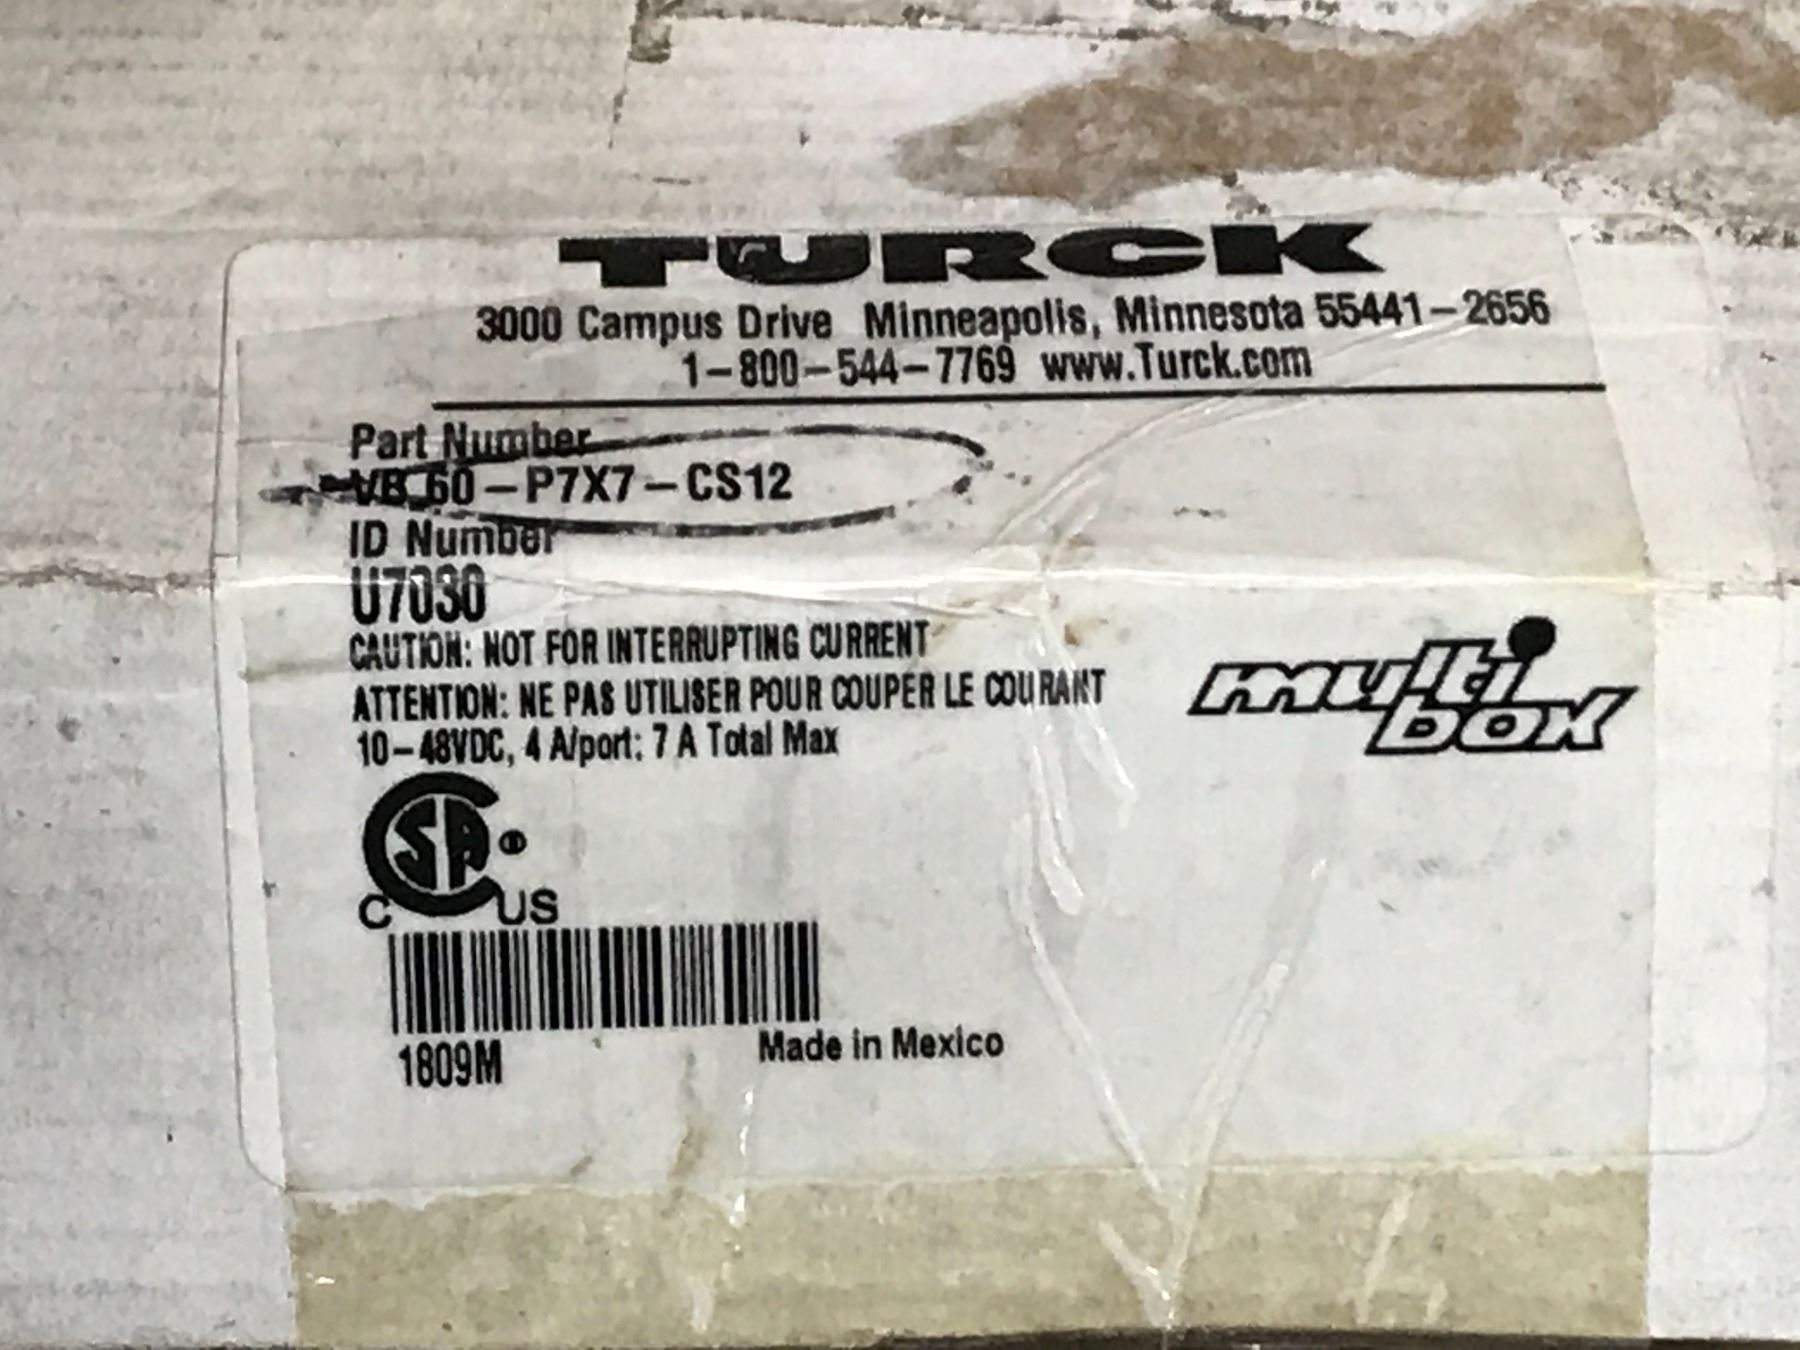 TURCK
3000 Campus Drive Minneapolis, Minnesota 55441-2656
1-800-544-7769 www.Turck.com
Part Number
VB 60-P7X7-CS12
ID Number
U7030
CAUTION: NOT FOR INTERRUPTING CURRENT
ATTENTION: NE PAS UTILISER POUR COUPER LE COURANT
10-48VDC, 4 A/port; 7 A Total Max
multi
box
CSA ®
C US
1809M
Made in Mexico